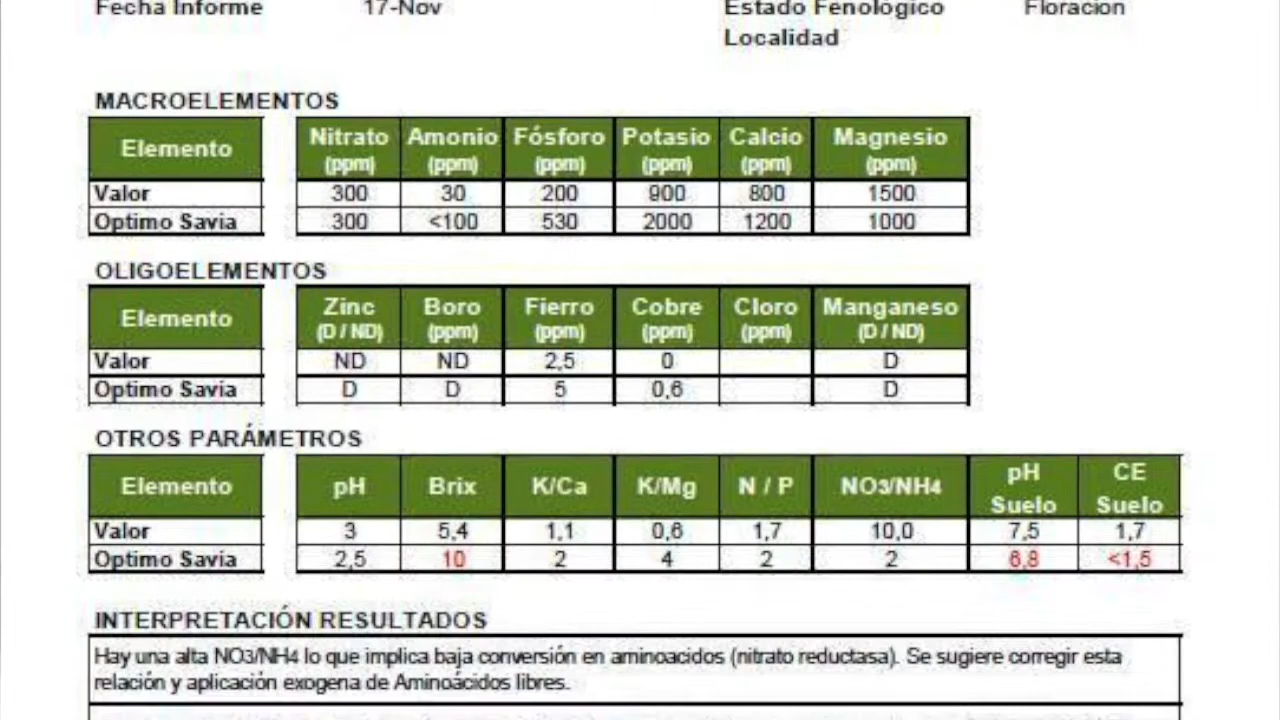 Fecha Informe 17-Nov Estado Fenológico Floracion
Localidad
MACROELEMENTOS
Elemento Nitrato (ppm) Amonio (ppm) Fósforo (ppm) Potasio (ppm) Calcio (ppm) Magnesio (ppm)
Valor 300 30 200 900 800 1500
Optimo Savia 300 <100 530 2000 1200 1000
OLIGOELEMENTOS
Elemento Zinc (D / ND) Boro (ppm) Fierro (ppm) Cobre (ppm) Cloro (ppm) Manganeso (D / ND)
Valor ND ND 2,5 0 D
Optimo Savia D D 5 0,6 D
OTROS PARÁMETROS
Elemento pH Brix K/Ca K/Mg N / P NO3/NH4 pH Suelo CE Suelo
Valor 3 5,4 1,1 0,6 1,7 10,0 7,5 1,7
Optimo Savia 2,5 10 2 4 2 2 6,8 <1,5
INTERPRETACIÓN RESULTADOS
Hay una alta NO3/NH4 lo que implica baja conversión en aminoacidos (nitrato reductasa). Se sugiere corregir esta
relación y aplicación exogena de Aminoácidos libres.